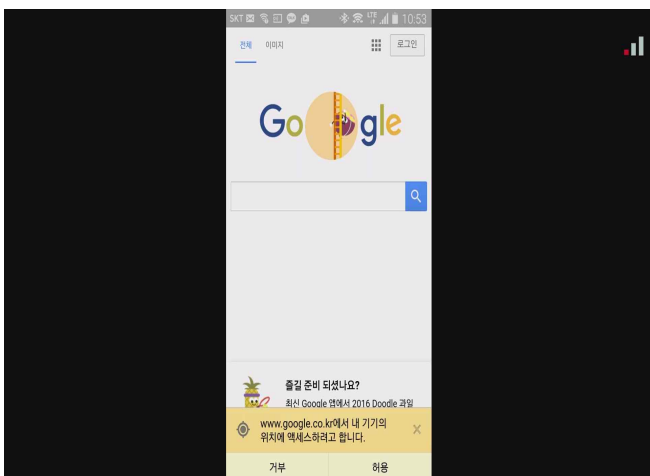 SKT LTE 10:53
전체 이미지 로그인
Google
즐길 준비 되셨나요?
최신 Google 앱에서 2016 Doodle 과일
www.google.co.kr에서 내 기기의
위치에 액세스하려고 합니다.
거부 허용